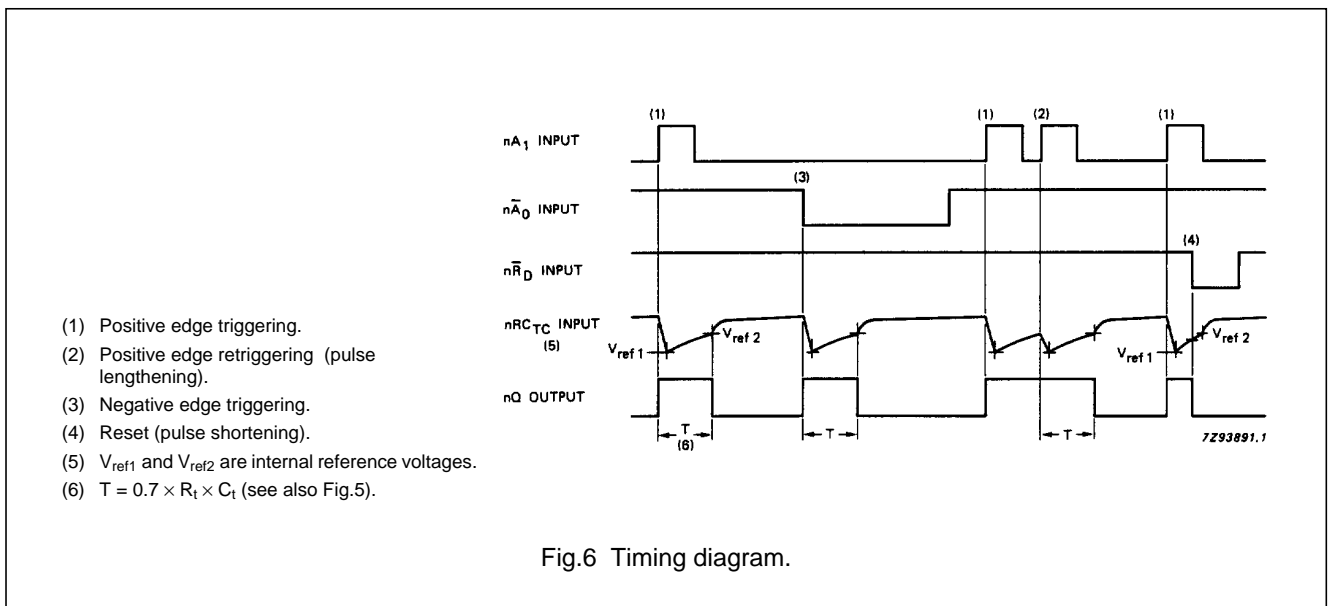 (1) Positive edge triggering.
(2) Positive edge retriggering (pulse
lengthening).
(3) Negative edge triggering.
(4) Reset (pulse shortening).
(5) Vref1 and Vref2 are internal reference voltages.
(6) T = 0.7 × Rt × Ct (see also Fig.5).
(1) (1) (2) (1)
nA1 INPUT
(3)
nA̅0 INPUT
(4)
nR̅D INPUT
nRCTC INPUT
(5)
Vref 1 Vref 2 Vref 1 Vref 2
nQ OUTPUT
T T T
(6)
7Z93891.1
Fig.6 Timing diagram.